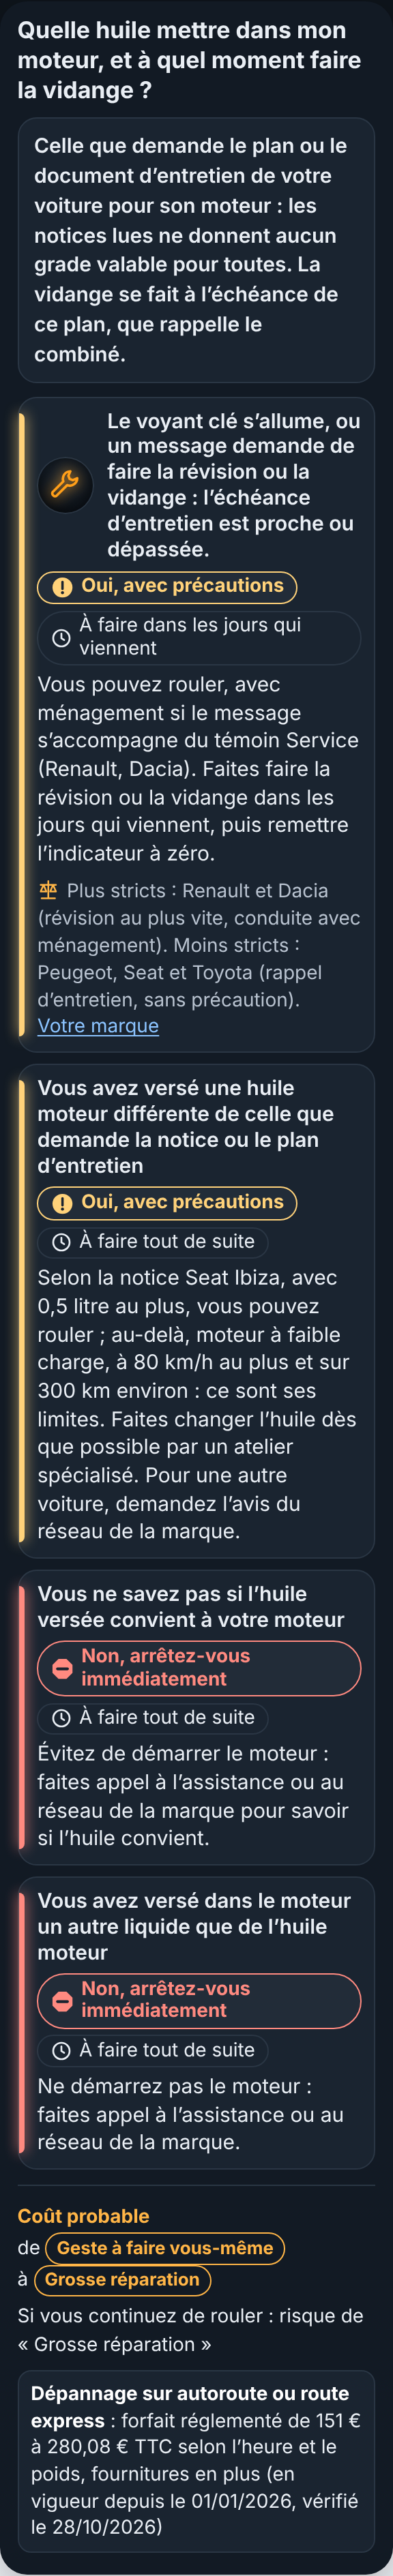 Quelle huile mettre dans mon
moteur, et à quel moment faire
la vidange ?
Celle que demande le plan ou le
document d’entretien de votre
voiture pour son moteur : les
notices lues ne donnent aucun
grade valable pour toutes. La
vidange se fait à l’échéance de
ce plan, que rappelle le
combiné.
Le voyant clé s’allume, ou
un message demande de
faire la révision ou la
vidange : l’échéance
d’entretien est proche ou
dépassée.
Oui, avec précautions
À faire dans les jours qui
viennent
Vous pouvez rouler, avec
ménagement si le message
s’accompagne du témoin Service
(Renault, Dacia). Faites faire la
révision ou la vidange dans les
jours qui viennent, puis remettre
l’indicateur à zéro.
Plus stricts : Renault et Dacia
(révision au plus vite, conduite avec
ménagement). Moins stricts :
Peugeot, Seat et Toyota (rappel
d’entretien, sans précaution).
Votre marque
Vous avez versé une huile
moteur différente de celle que
demande la notice ou le plan
d’entretien
Oui, avec précautions
À faire tout de suite
Selon la notice Seat Ibiza, avec
0,5 litre au plus, vous pouvez
rouler ; au-delà, moteur à faible
charge, à 80 km/h au plus et sur
300 km environ : ce sont ses
limites. Faites changer l’huile dès
que possible par un atelier
spécialisé. Pour une autre
voiture, demandez l’avis du
réseau de la marque.
Vous ne savez pas si l’huile
versée convient à votre moteur
Non, arrêtez-vous
immédiatement
À faire tout de suite
Évitez de démarrer le moteur :
faites appel à l’assistance ou au
réseau de la marque pour savoir
si l’huile convient.
Vous avez versé dans le moteur
un autre liquide que de l’huile
moteur
Non, arrêtez-vous
immédiatement
À faire tout de suite
Ne démarrez pas le moteur :
faites appel à l’assistance ou au
réseau de la marque.
Coût probable
de Geste à faire vous-même
à Grosse réparation
Si vous continuez de rouler : risque de
« Grosse réparation »
Dépannage sur autoroute ou route
express : forfait réglementé de 151 €
à 280,08 € TTC selon l’heure et le
poids, fournitures en plus (en
vigueur depuis le 01/01/2026, vérifié
le 28/10/2026)